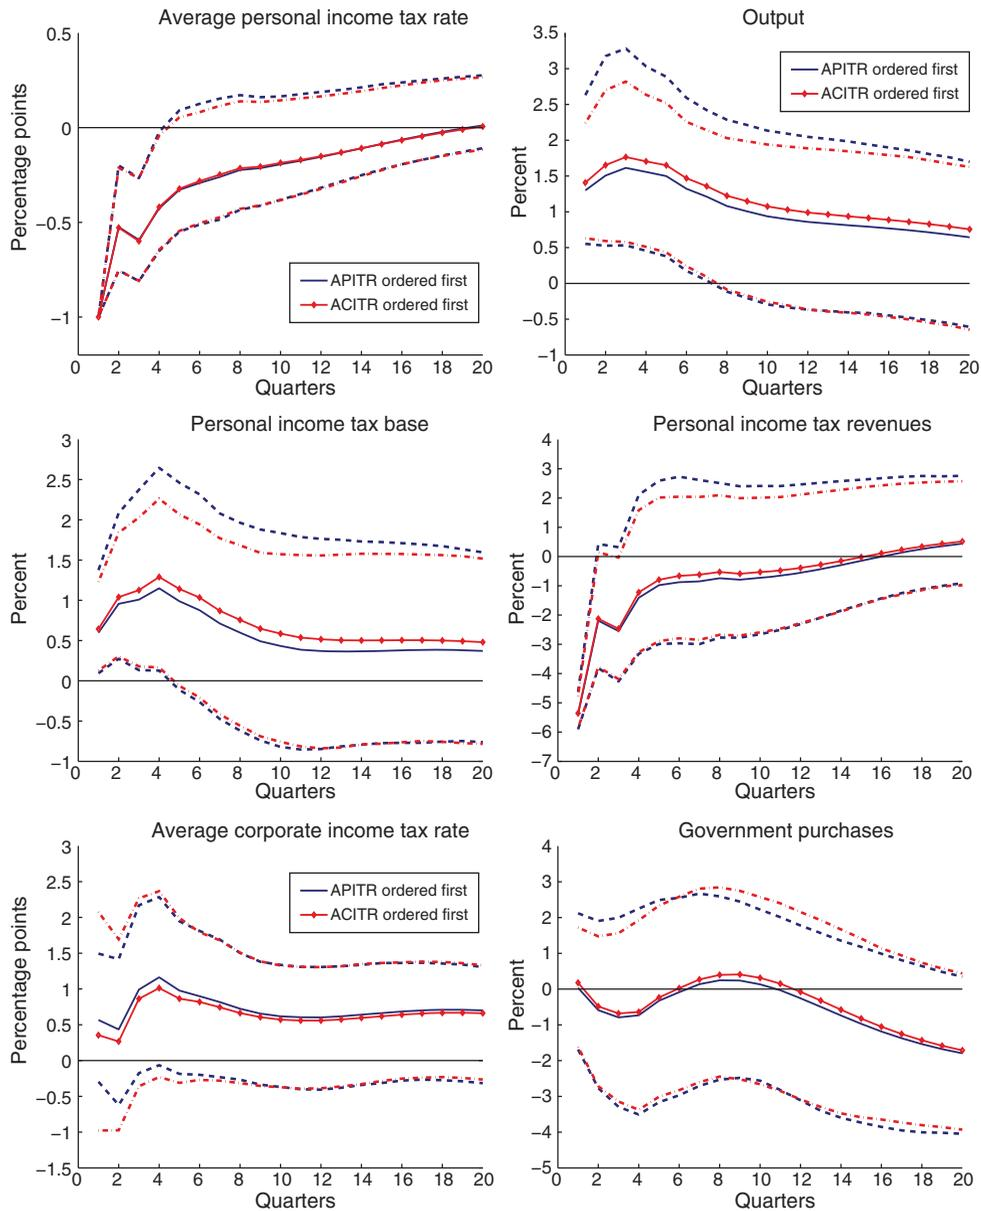 Average personal income tax rate
Percentage points
0.5
0
−0.5
−1
APITR ordered first
ACITR ordered first
0 2 4 6 8 10 12 14 16 18 20
Quarters
Output
Percent
3.5
3
2.5
2
1.5
1
0.5
0
−0.5
−1
APITR ordered first
ACITR ordered first
0 2 4 6 8 10 12 14 16 18 20
Quarters
Personal income tax base
Percent
3
2.5
2
1.5
1
0.5
0
−0.5
−1
0 2 4 6 8 10 12 14 16 18 20
Quarters
Personal income tax revenues
Percent
4
3
2
1
0
−1
−2
−3
−4
−5
−6
−7
0 2 4 6 8 10 12 14 16 18 20
Quarters
Average corporate income tax rate
Percentage points
3
2.5
2
1.5
1
0.5
0
−0.5
−1
−1.5
APITR ordered first
ACITR ordered first
0 2 4 6 8 10 12 14 16 18 20
Quarters
Government purchases
Percent
4
3
2
1
0
−1
−2
−3
−4
−5
0 2 4 6 8 10 12 14 16 18 20
Quarters